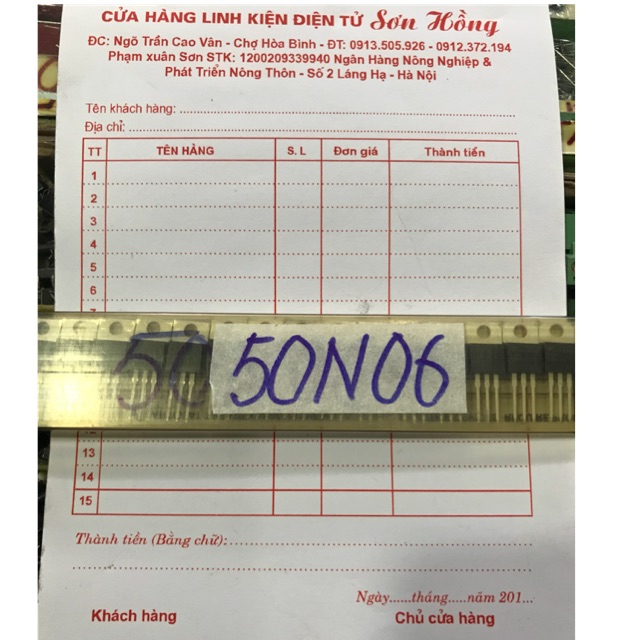 CỬA HÀNG LINH KIỆN ĐIỆN TỬ Sơn Hồng
ĐC: Ngõ Trần Cao Vân - Chợ Hòa Bình - ĐT: 0913.505.926 - 0912.372.194
Phạm xuân Sơn STK: 1200209339940 Ngân Hàng Nông Nghiệp &
Phát Triển Nông Thôn - Số 2 Láng Hạ - Hà Nội
Tên khách hàng:
Địa chỉ:
TT TÊN HÀNG S. L Đơn giá Thành tiền
1
2
3
4
5
6
50 50N06
13
14
15
Thành tiền (Bằng chữ):
Ngày......tháng.....năm 201...
Khách hàng Chủ cửa hàng